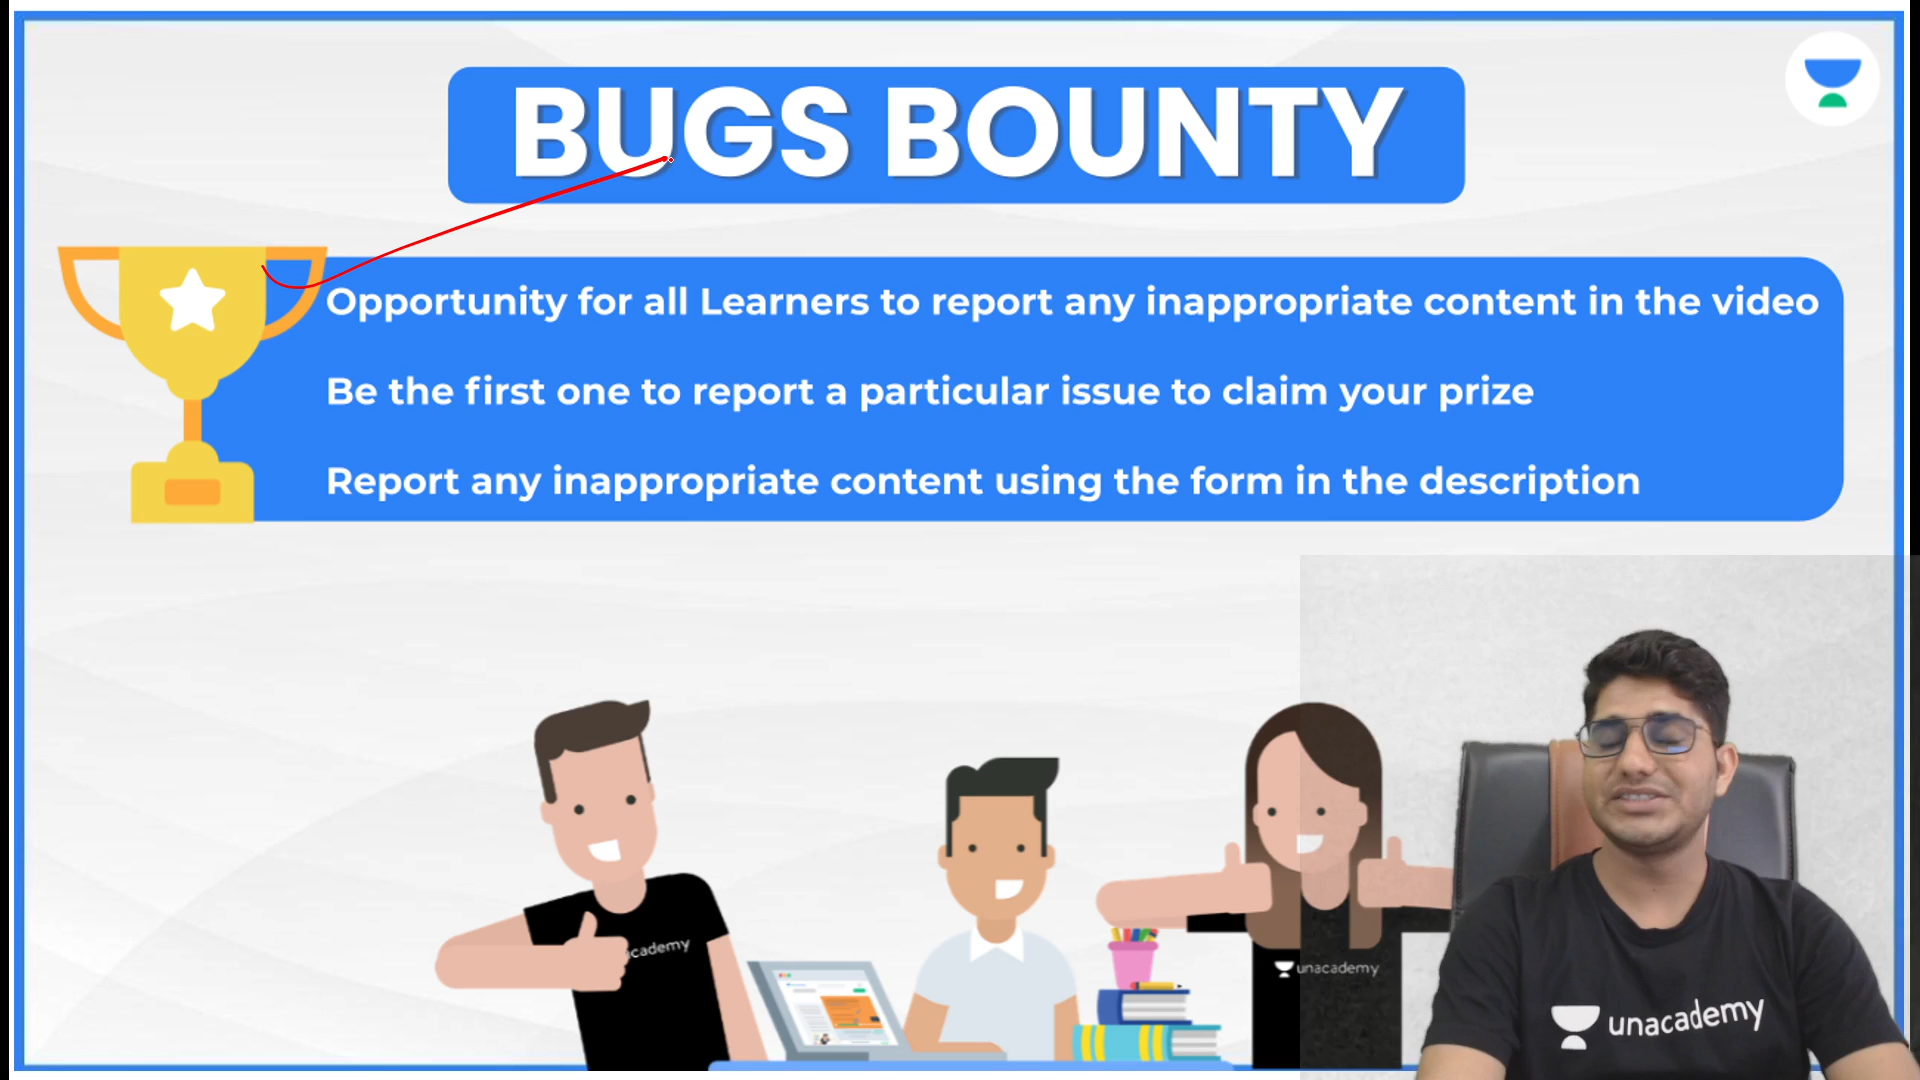 BUGS BOUNTY
Opportunity for all Learners to report any inappropriate content in the video
Be the first one to report a particular issue to claim your prize
Report any inappropriate content using the form in the description
cademy
unacademy
unacademy